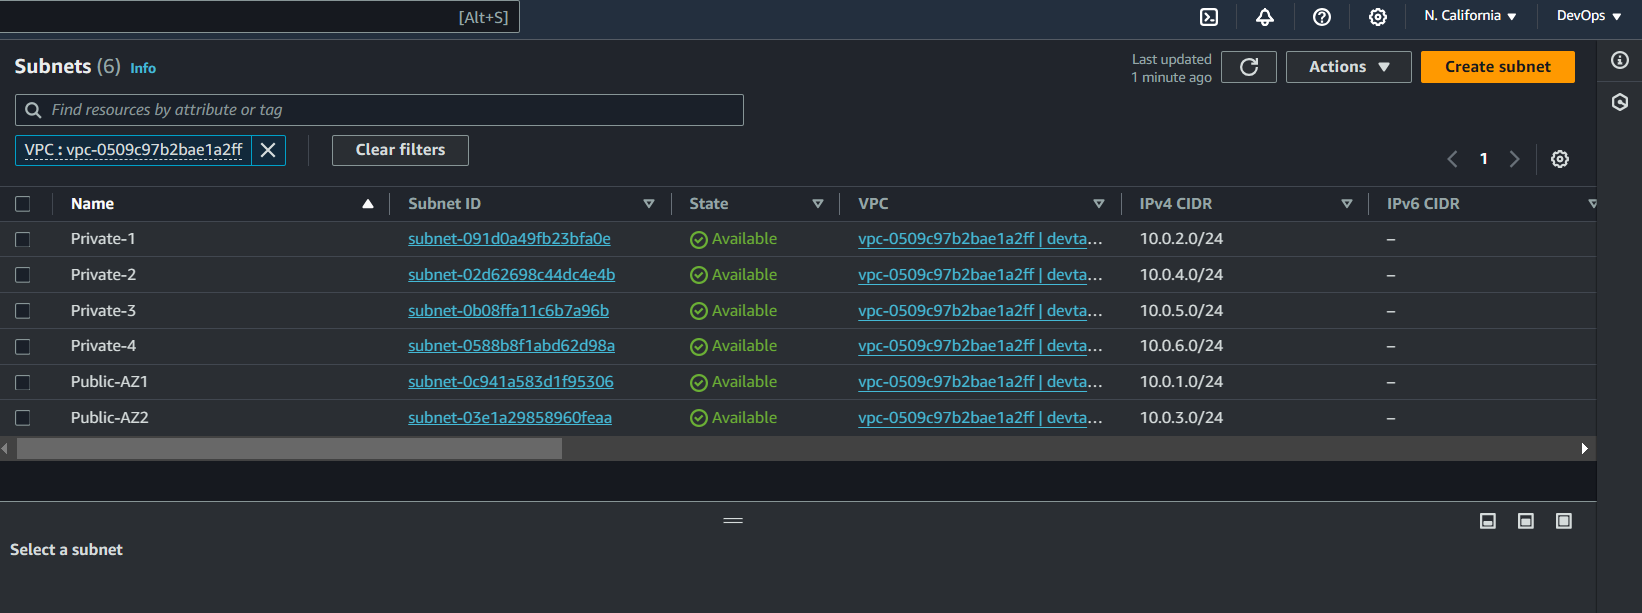 [Alt+S]
N. California
DevOps
Subnets (6) Info
Last updated
1 minute ago
Actions
Create subnet
Find resources by attribute or tag
VPC : vpc-0509c97b2bae1a2ff
Clear filters
1
Name Subnet ID State VPC IPv4 CIDR IPv6 CIDR
Private-1 subnet-091d0a49fb23bfa0e Available vpc-0509c97b2bae1a2ff | devta... 10.0.2.0/24 –
Private-2 subnet-02d62698c44dc4e4b Available vpc-0509c97b2bae1a2ff | devta... 10.0.4.0/24 –
Private-3 subnet-0b08ffa11c6b7a96b Available vpc-0509c97b2bae1a2ff | devta... 10.0.5.0/24 –
Private-4 subnet-0588b8f1abd62d98a Available vpc-0509c97b2bae1a2ff | devta... 10.0.6.0/24 –
Public-AZ1 subnet-0c941a583d1f95306 Available vpc-0509c97b2bae1a2ff | devta... 10.0.1.0/24 –
Public-AZ2 subnet-03e1a29858960feaa Available vpc-0509c97b2bae1a2ff | devta... 10.0.3.0/24 –
Select a subnet